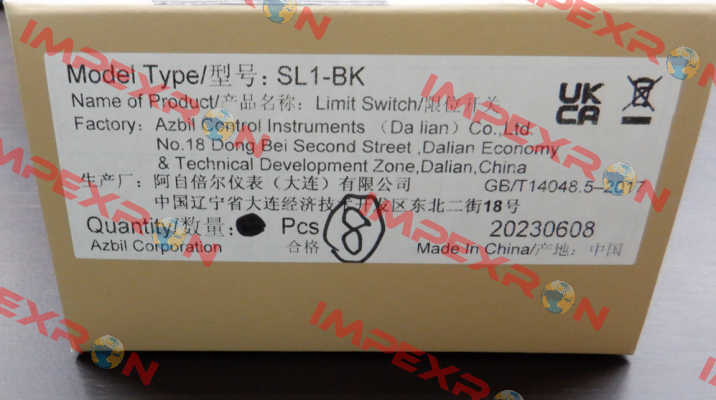 Model Type/型号: SL1-BK
Name of Product/产品名称: Limit Switch/限位开关
Factory: Azbil Control Instruments （Da lian）Co.,Ltd.
No.18 Dong Bei Second Street ,Dalian Economy
& Technical Development Zone,Dalian,China
生产厂: 阿自倍尔仪表（大连）有限公司 GB/T14048.5-2017
中国辽宁省大连经济技术开发区东北二街18号
Quantity/数量: Pcs 8 20230608
Azbil Corporation 合格 Made In China/产地: 中国
UK
CA
IMPEXRON
IMPEXRON
IMPEXRON
IMPEXRON
IMPEXRON
IMPEXRON